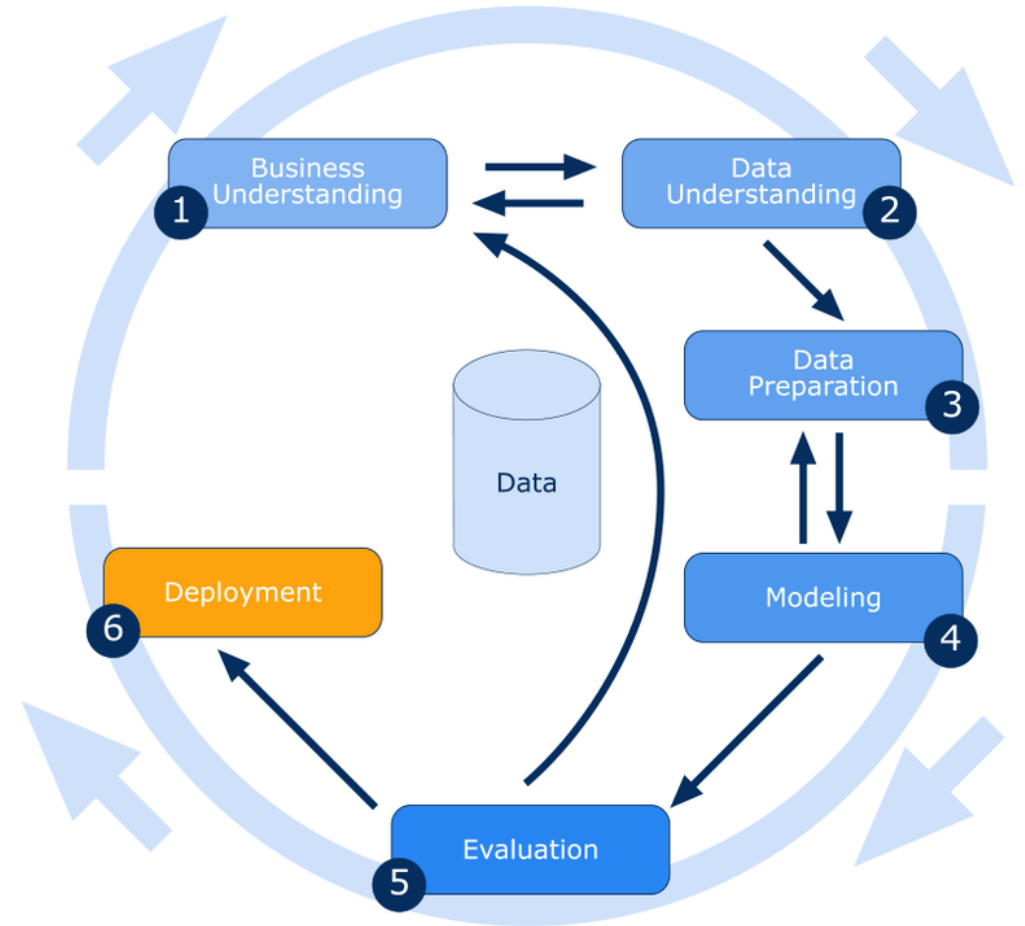 Business
Understanding
1
Data
Understanding
2
Data
Preparation
3
Data
Modeling
4
Deployment
6
Evaluation
5